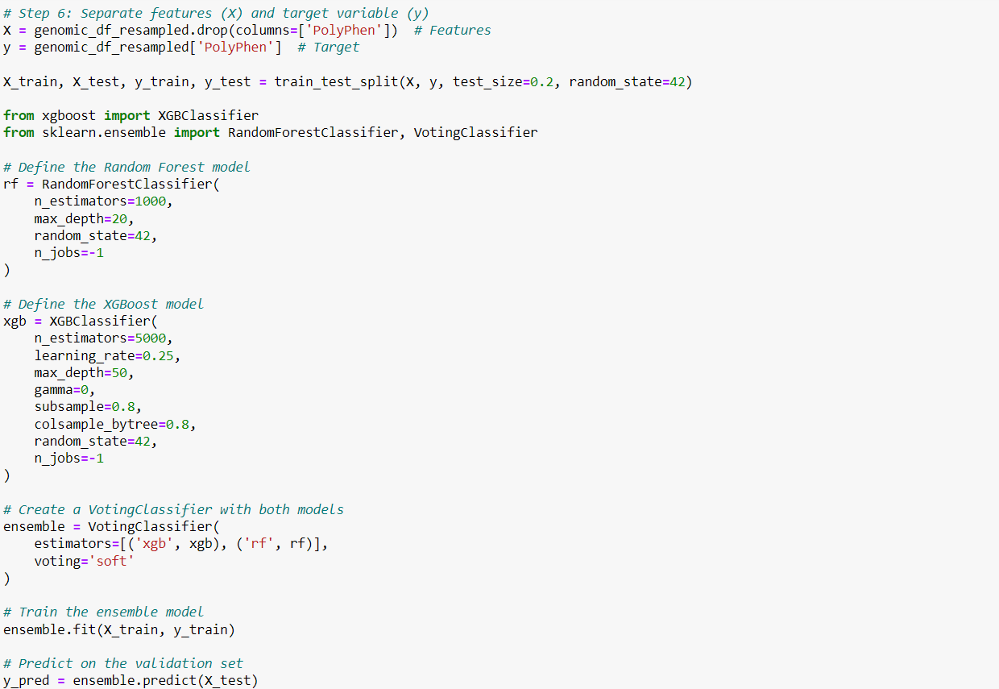 # Step 6: Separate features (X) and target variable (y)
X = genomic_df_resampled.drop(columns=['PolyPhen'])  # Features
y = genomic_df_resampled['PolyPhen']  # Target

X_train, X_test, y_train, y_test = train_test_split(X, y, test_size=0.2, random_state=42)

from xgboost import XGBClassifier
from sklearn.ensemble import RandomForestClassifier, VotingClassifier

# Define the Random Forest model
rf = RandomForestClassifier(
    n_estimators=1000,
    max_depth=20,
    random_state=42,
    n_jobs=-1
)

# Define the XGBoost model
xgb = XGBClassifier(
    n_estimators=5000,
    learning_rate=0.25,
    max_depth=50,
    gamma=0,
    subsample=0.8,
    colsample_bytree=0.8,
    random_state=42,
    n_jobs=-1
)

# Create a VotingClassifier with both models
ensemble = VotingClassifier(
    estimators=[('xgb', xgb), ('rf', rf)],
    voting='soft'
)

# Train the ensemble model
ensemble.fit(X_train, y_train)

# Predict on the validation set
y_pred = ensemble.predict(X_test)